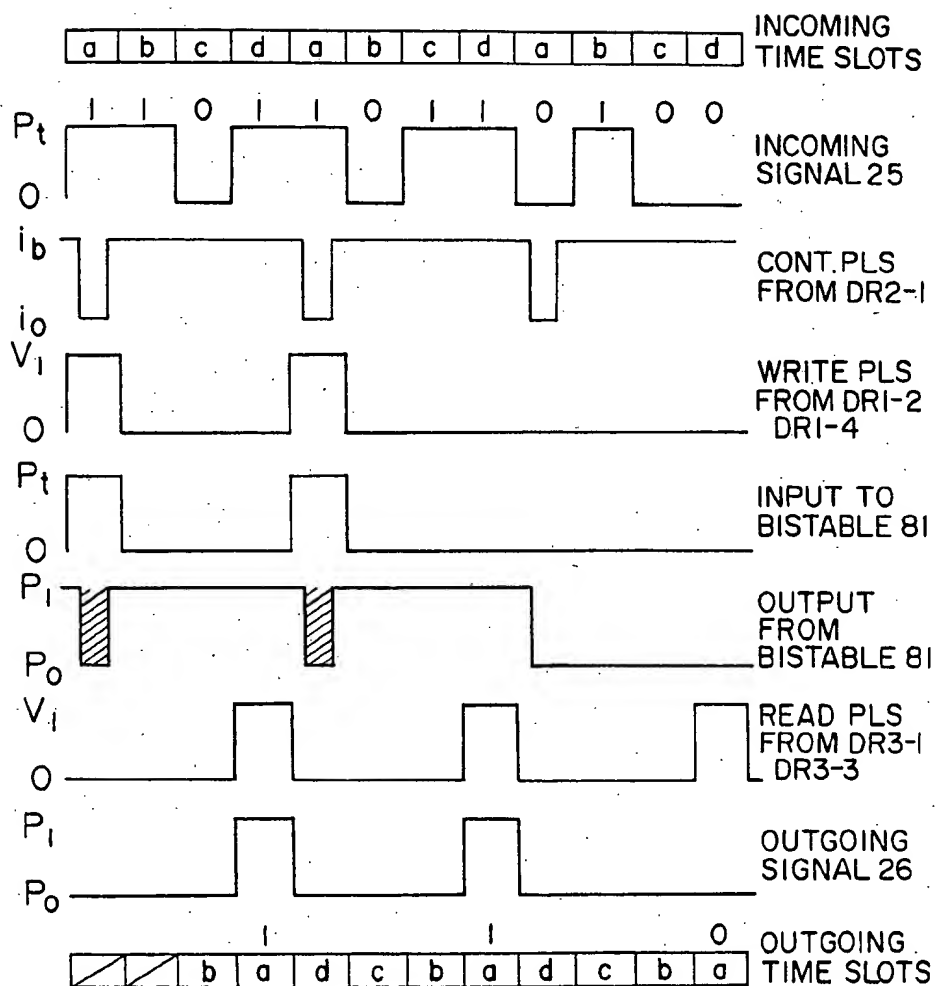 a b c d a b c d a b c d
INCOMING
TIME SLOTS
1 1 0 1 1 0 1 1 0 1 0 0
Pt
0
INCOMING
SIGNAL 25
ib
io
CONT. PLS
FROM DR2-1
V1
0
WRITE PLS
FROM DR1-2
DR1-4
Pt
0
INPUT TO
BISTABLE 81
P1
Po
OUTPUT
FROM
BISTABLE 81
V1
0
READ PLS
FROM DR3-1
DR3-3
P1
Po
OUTGOING
SIGNAL 26
1 1 0
b a d c b a d c b a
OUTGOING
TIME SLOTS